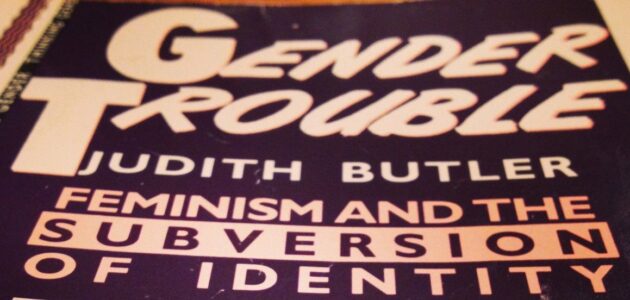 GENDER
TROUBLE
JUDITH BUTLER
FEMINISM AND THE
SUBVERSION
OF IDENTITY